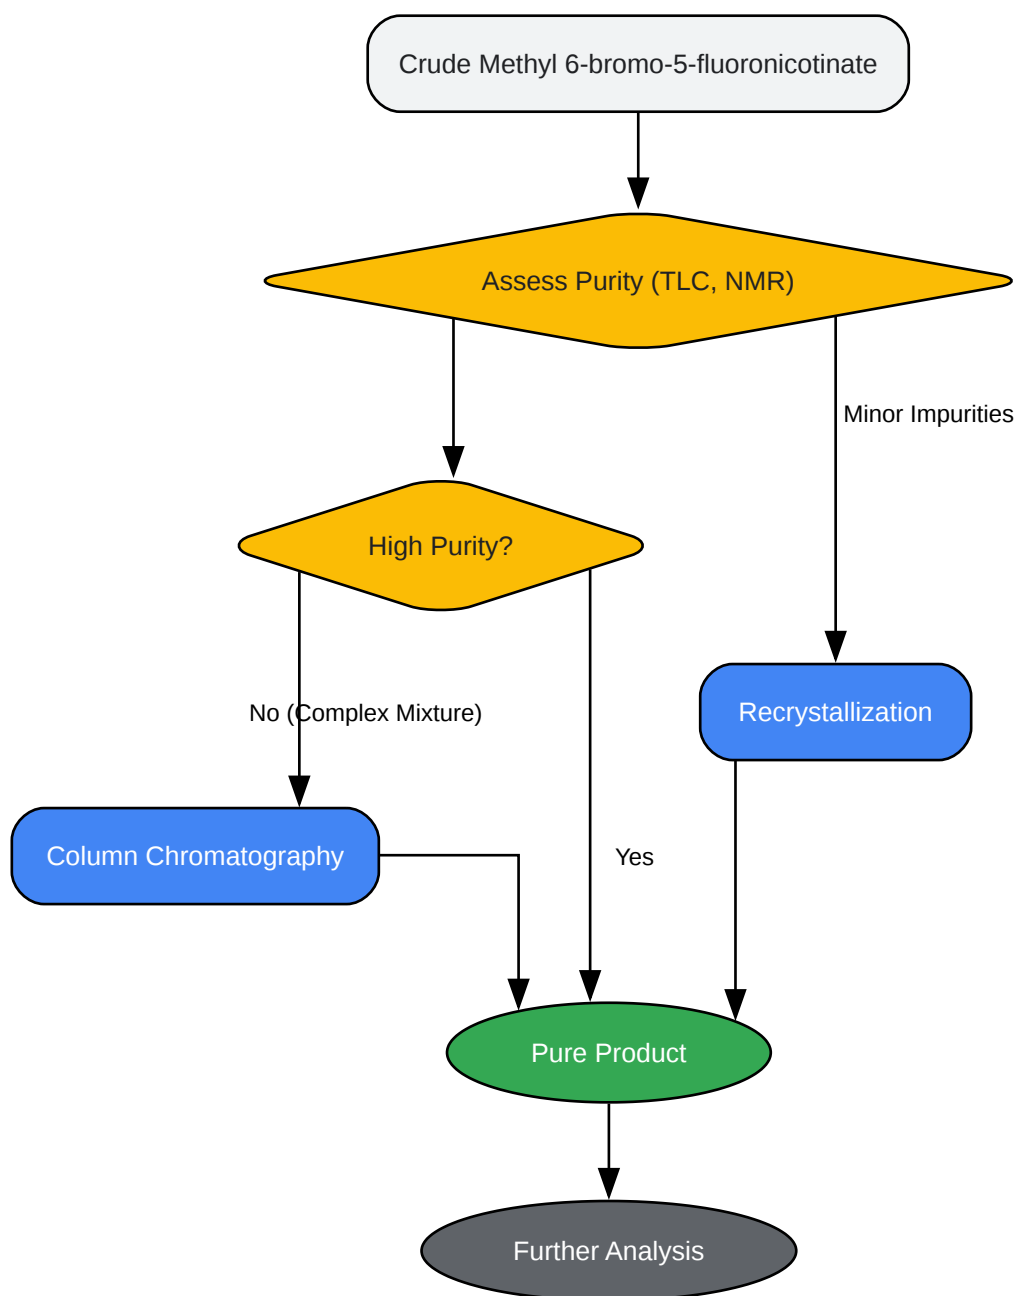 Crude Methyl 6-bromo-5-fluoronicotinate
Assess Purity (TLC, NMR)
Minor Impurities
High Purity?
No (Complex Mixture)
Recrystallization
Column Chromatography
Yes
Pure Product
Further Analysis